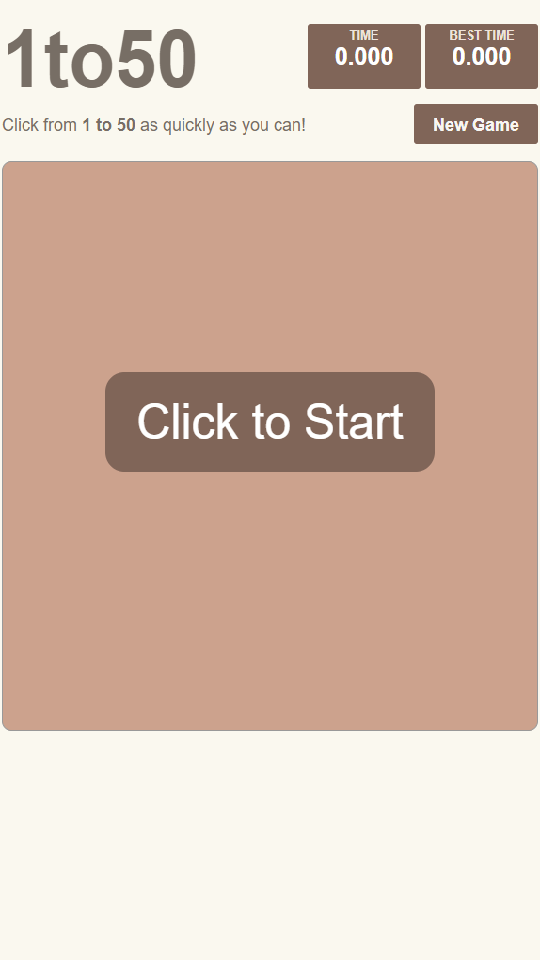 1to50
TIME
0.000
BEST TIME
0.000
Click from 1 to 50 as quickly as you can!
New Game
Click to Start